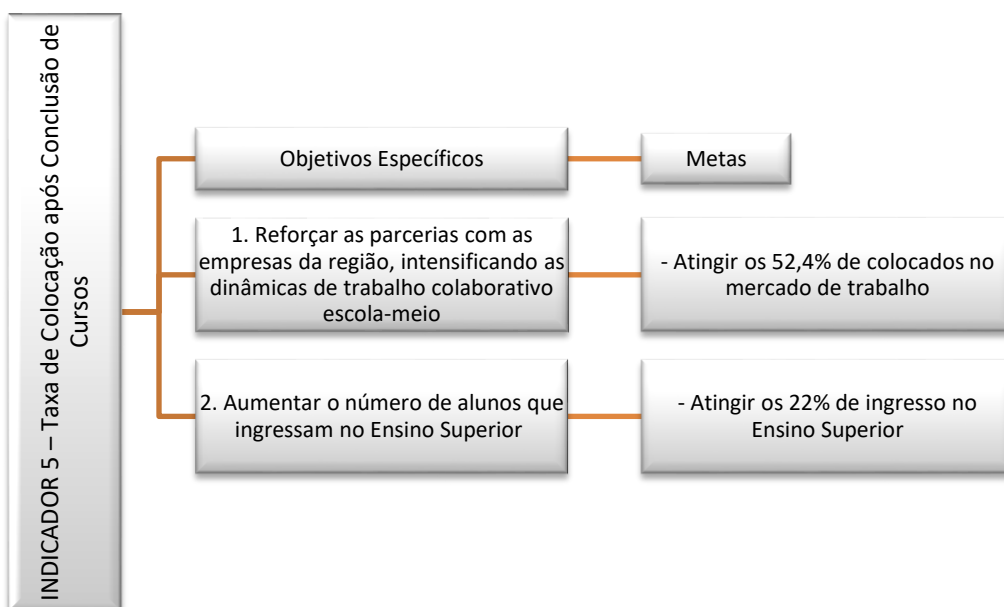 INDICADOR 5 – Taxa de Colocação após Conclusão de
Cursos
Objetivos Específicos
Metas
1. Reforçar as parcerias com as
empresas da região, intensificando as
dinâmicas de trabalho colaborativo
escola-meio
- Atingir os 52,4% de colocados no
mercado de trabalho
2. Aumentar o número de alunos que
ingressam no Ensino Superior
- Atingir os 22% de ingresso no
Ensino Superior